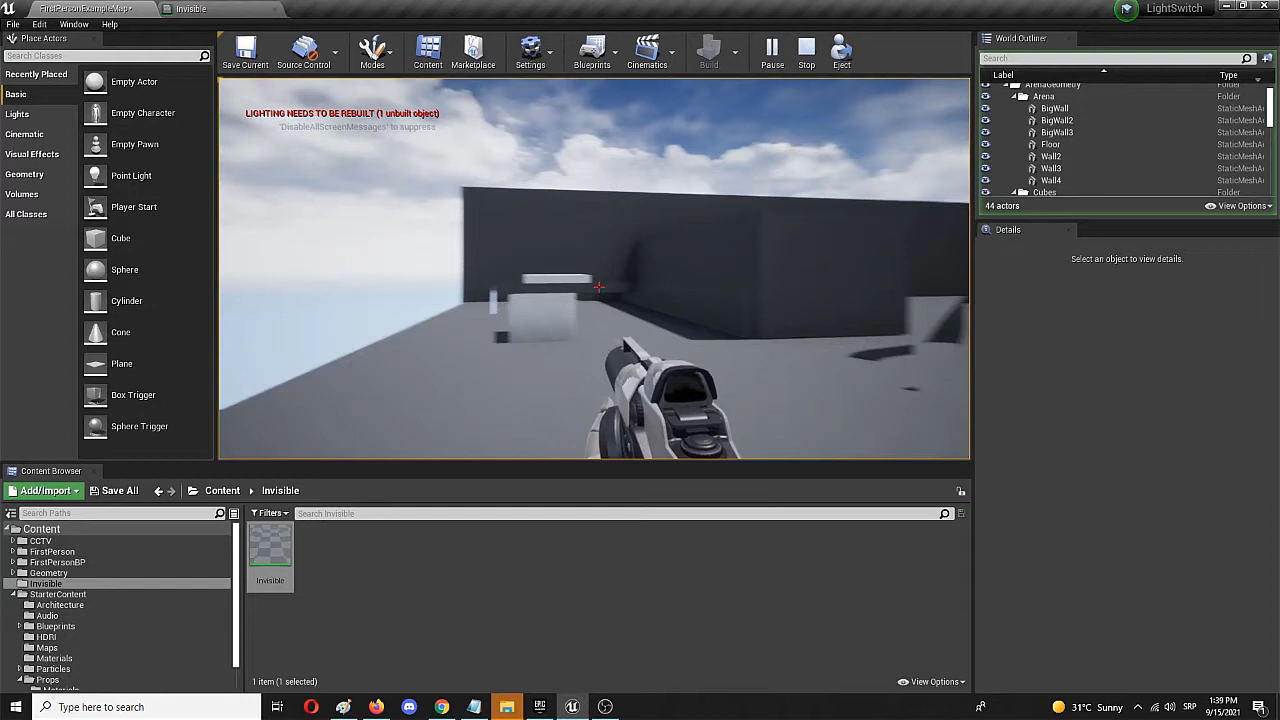 FirstPersonExampleMap*
Invisible
LightSwitch
File
Edit
Window
Help
Place Actors
Search Classes
Recently Placed
Basic
Lights
Cinematic
Visual Effects
Geometry
Volumes
All Classes
Empty Actor
Empty Character
Empty Pawn
Point Light
Player Start
Cube
Sphere
Cylinder
Cone
Plane
Box Trigger
Sphere Trigger
Save Current
Source Control
Modes
Content
Marketplace
Settings
Blueprints
Cinematics
Build
Pause
Stop
Eject
LIGHTING NEEDS TO BE REBUILT (1 unbuilt object)
'DisableAllScreenMessages' to suppress
World Outliner
Search...
Label
Type
ArenaGeometry
Folder
Arena
Folder
BigWall
StaticMeshA
BigWall2
StaticMeshA
BigWall3
StaticMeshA
Floor
StaticMeshA
Wall2
StaticMeshA
Wall3
StaticMeshA
Wall4
StaticMeshA
Cubes
Folder
44 actors
View Options
Details
Select an object to view details.
Content Browser
Add/Import
Save All
Content
Invisible
Search Paths
Filters
Search Invisible
Content
CCTV
FirstPerson
FirstPersonBP
Geometry
Invisible
StarterContent
Architecture
Audio
Blueprints
HDRI
Maps
Materials
Particles
Props
Invisible
1 item (1 selected)
View Options
Type here to search
EPIC
31°C Sunny
SRP
1:39 PM
9/15/2021